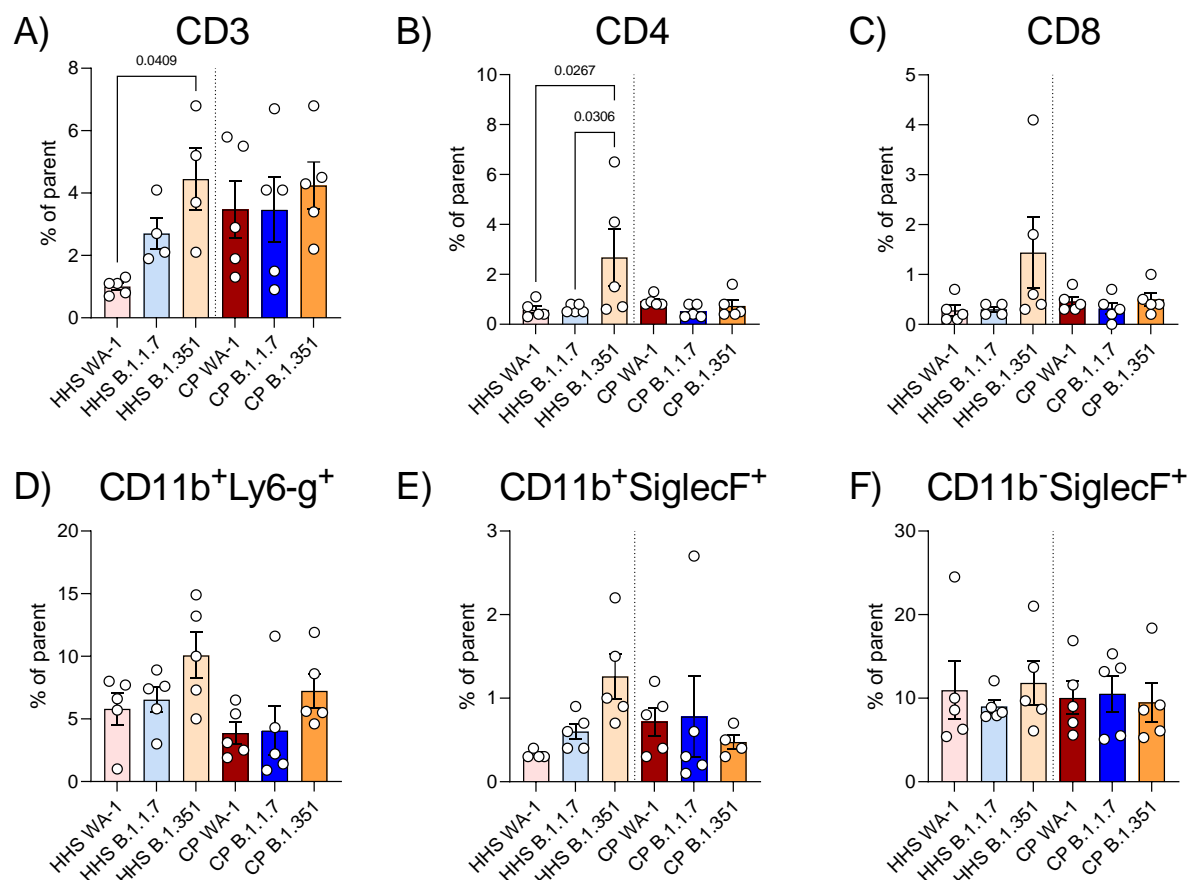 A) CD3
B) CD4
C) CD8
% of parent
8
6
4
2
0
0.0409
HHS WA-1
HHS B.1.1.7
HHS B.1.351
CP WA-1
CP B.1.1.7
CP B.1.351
% of parent
10
8
6
4
2
0
0.0267
0.0306
HHS WA-1
HHS B.1.1.7
HHS B.1.351
CP WA-1
CP B.1.1.7
CP B.1.351
% of parent
5
4
3
2
1
0
HHS WA-1
HHS B.1.1.7
HHS B.1.351
CP WA-1
CP B.1.1.7
CP B.1.351
D) CD11b+Ly6-g+
E) CD11b+SiglecF+
F) CD11b-SiglecF+
% of parent
20
15
10
5
0
HHS WA-1
HHS B.1.1.7
HHS B.1.351
CP WA-1
CP B.1.1.7
CP B.1.351
% of parent
3
2
1
0
HHS WA-1
HHS B.1.1.7
HHS B.1.351
CP WA-1
CP B.1.1.7
CP B.1.351
% of parent
30
20
10
0
HHS WA-1
HHS B.1.1.7
HHS B.1.351
CP WA-1
CP B.1.1.7
CP B.1.351